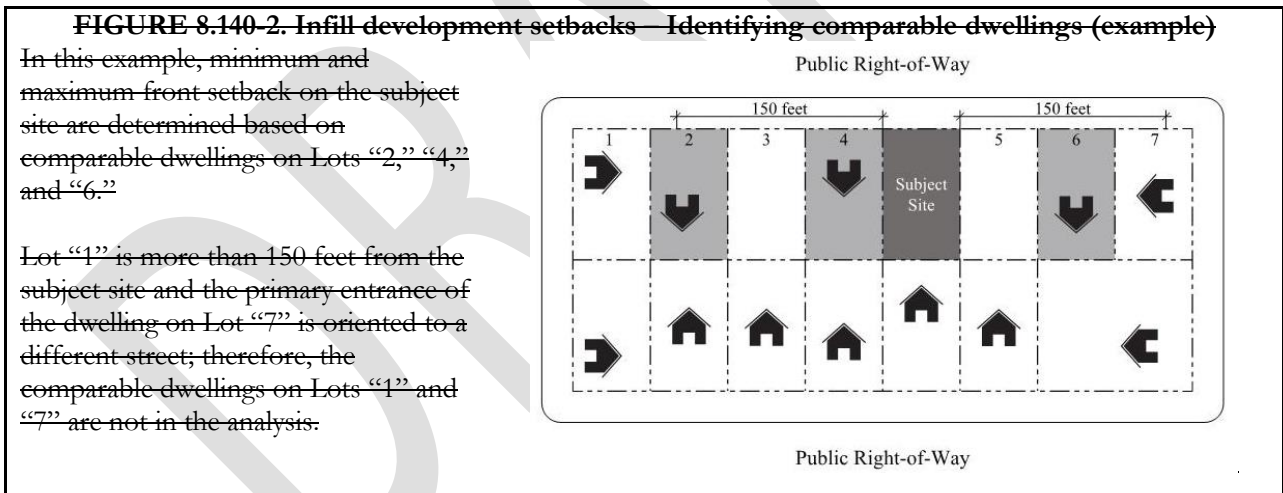 FIGURE 8.140-2. Infill development setbacks – Identifying comparable dwellings (example)
In this example, minimum and
maximum front setback on the subject
site are determined based on
comparable dwellings on Lots “2,” “4,”
and “6.”
Lot “1” is more than 150 feet from the
subject site and the primary entrance of
the dwelling on Lot “7” is oriented to a
different street; therefore, the
comparable dwellings on Lots “1” and
“7” are not in the analysis.
Public Right-of-Way
150 feet
150 feet
1
2
3
4
5
6
7
Subject
Site
Public Right-of-Way